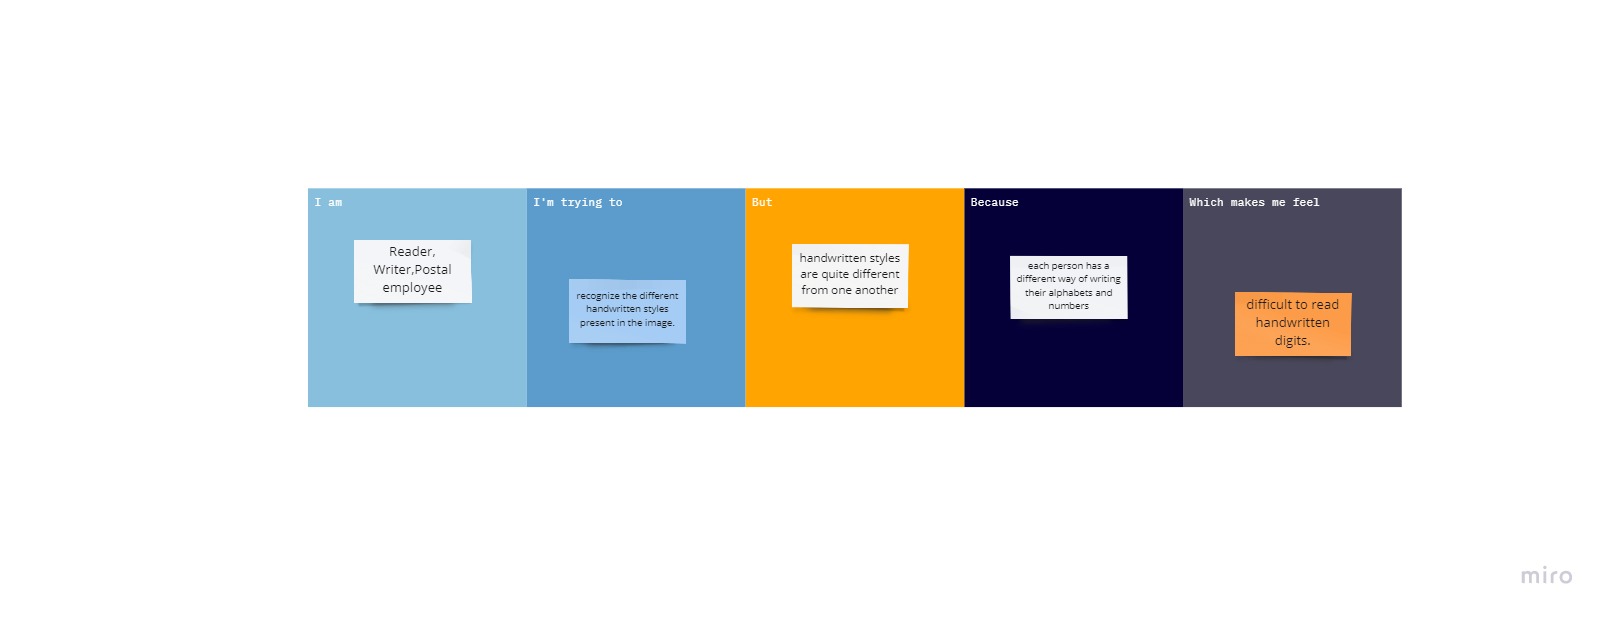 I am
Reader,
Writer,Postal
employee
I'm trying to
recognize the different
handwritten styles
present in the image.
But
handwritten styles
are quite different
from one another
Because
each person has a
different way of writing
their alphabets and
numbers
Which makes me feel
difficult to read
handwritten
digits.
miro